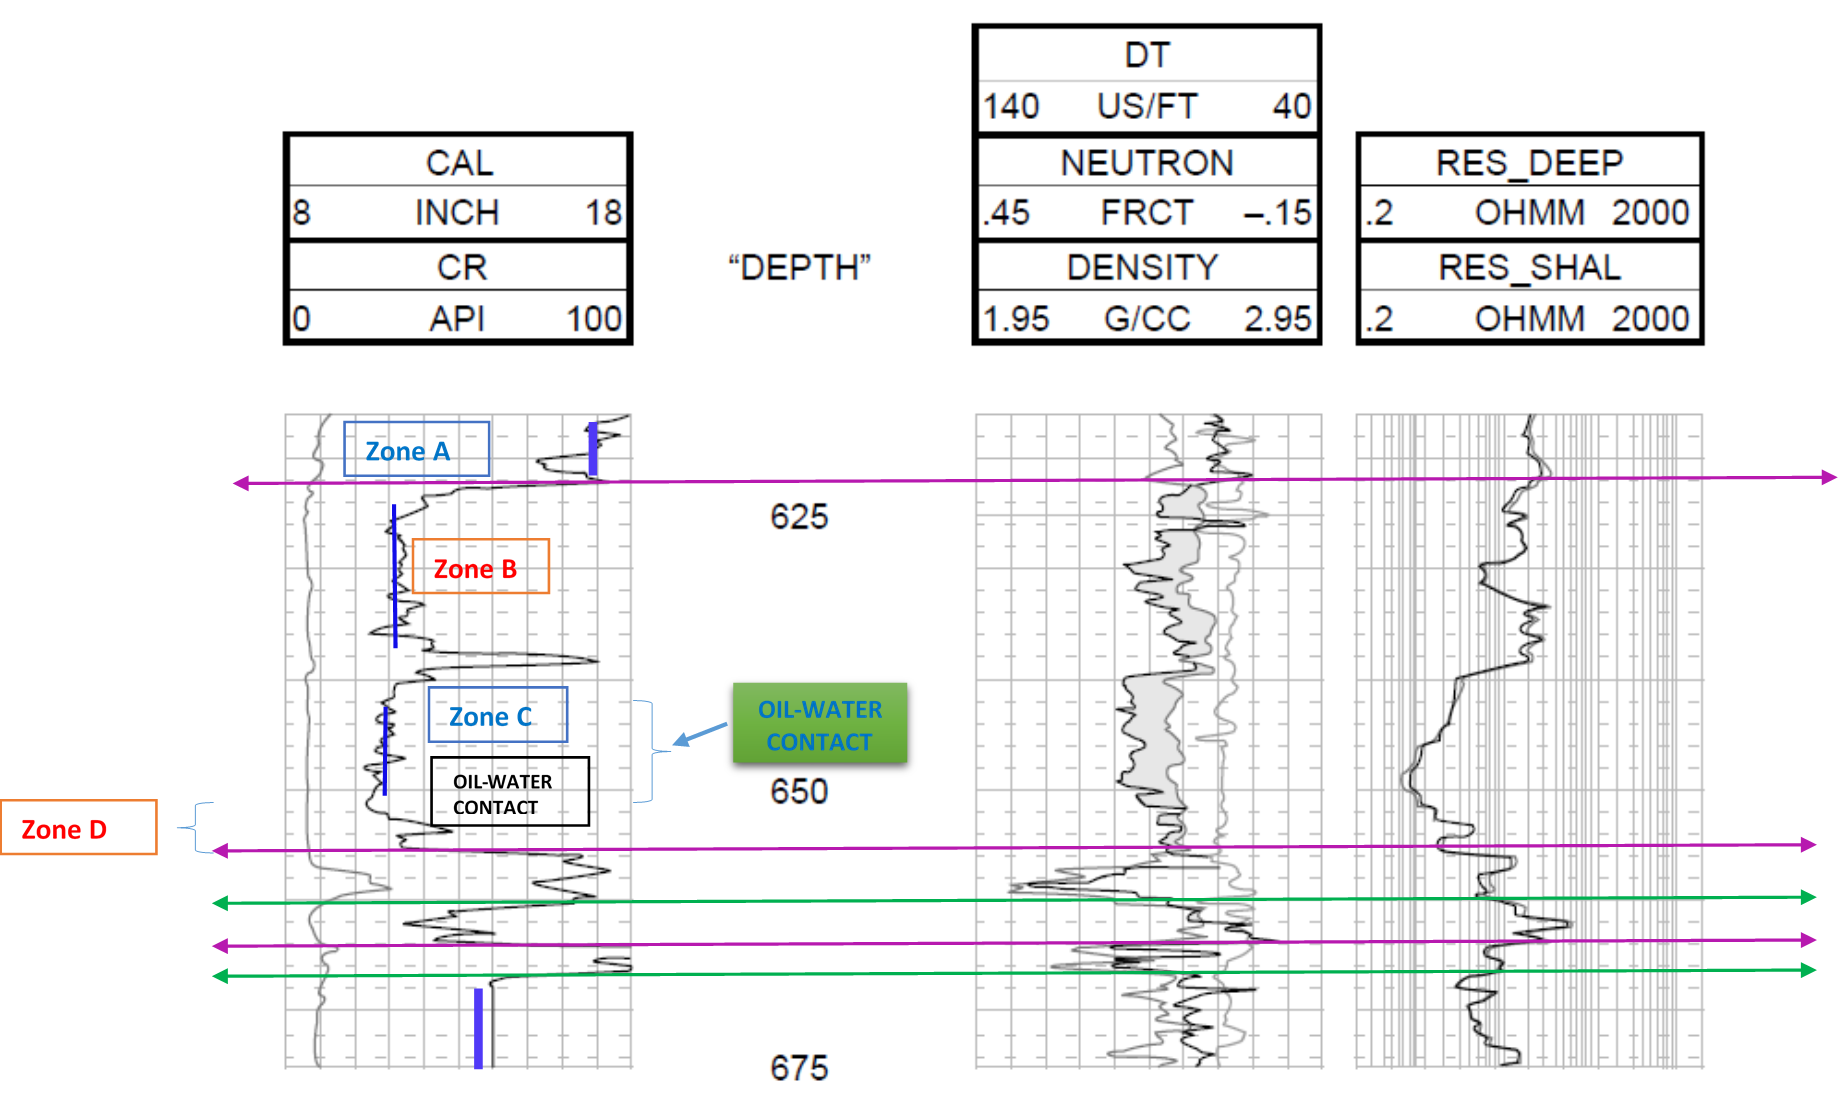 DT
140 US/FT 40
CAL
NEUTRON
RES_DEEP
8 INCH 18
.45 FRCT –.15
.2 OHMM 2000
CR
“DEPTH”
DENSITY
RES_SHAL
0 API 100
1.95 G/CC 2.95
.2 OHMM 2000
Zone A
625
Zone B
Zone C
OIL-WATER
CONTACT
OIL-WATER
CONTACT
650
Zone D
675